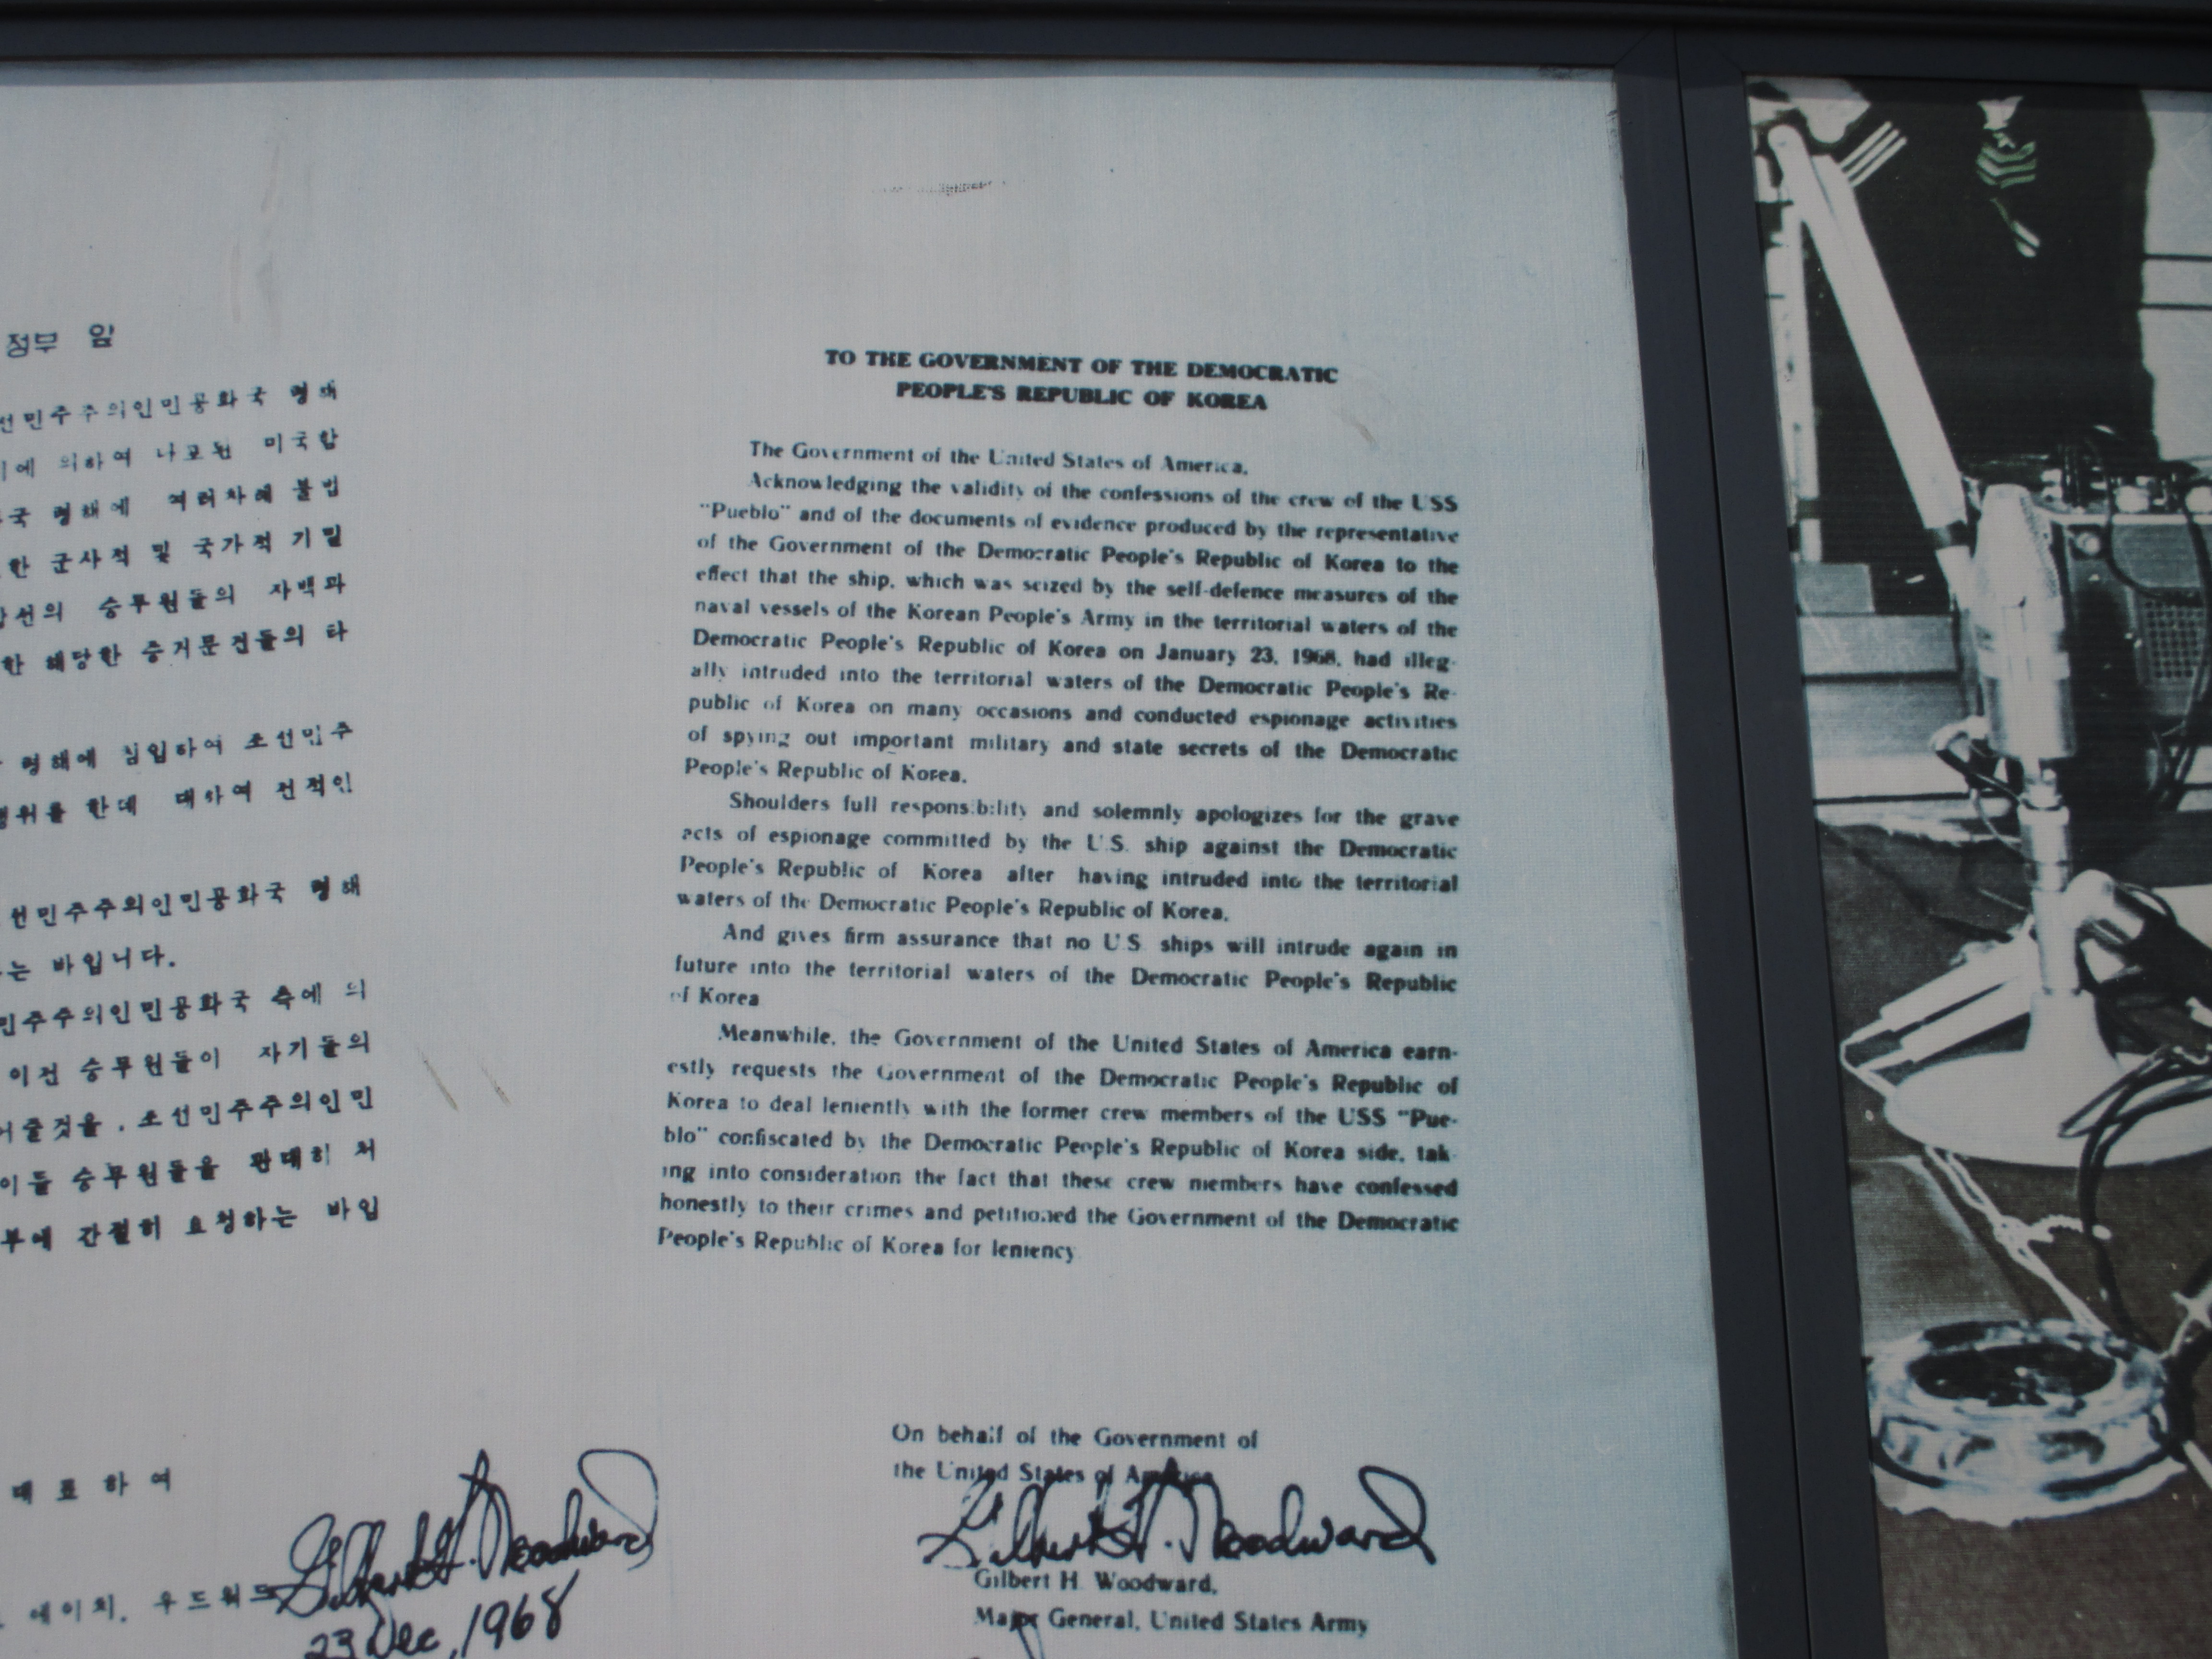 정부 앞
선민주주의인민공화국 령해
에 의하여 나포된 미국함
국 령해에 여러차례 불법
한 군사적 및 국가적 기밀
함선의 승무원들의 자백과
한 해당한 증거문건들의 타
령해에 침입하여 조선민주
행위를 한데 대하여 전적인
선민주주의인민공화국 령해
는 바입니다.
민주주의인민공화국 측에 의
이전 승무원들이 자기들의
어줄것을 . 조선민주주의인민
이들 승무원들을 관대히 처
부에 간절히 요청하는 바입
대표하여
에이취. 우드워드
Gilbert H. Woodward
23 Dec, 1968
TO THE GOVERNMENT OF THE DEMOCRATIC
PEOPLE'S REPUBLIC OF KOREA
The Government of the United States of America,
Acknowledging the validity of the confessions of the crew of the USS
"Pueblo" and of the documents of evidence produced by the representative
of the Government of the Democratic People's Republic of Korea to the
effect that the ship, which was seized by the self-defence measures of the
naval vessels of the Korean People's Army in the territorial waters of the
Democratic People's Republic of Korea on January 23, 1968, had illeg-
ally intruded into the territorial waters of the Democratic People's Re-
public of Korea on many occasions and conducted espionage activities
of spying out important military and state secrets of the Democratic
People's Republic of Korea,
Shoulders full responsibility and solemnly apologizes for the grave
acts of espionage committed by the U.S. ship against the Democratic
People's Republic of Korea after having intruded into the territorial
waters of the Democratic People's Republic of Korea,
And gives firm assurance that no U.S. ships will intrude again in
future into the territorial waters of the Democratic People's Republic
of Korea
Meanwhile, the Government of the United States of America earn-
estly requests the Government of the Democratic People's Republic of
Korea to deal leniently with the former crew members of the USS "Pue-
blo" confiscated by the Democratic People's Republic of Korea side, tak-
ing into consideration the fact that these crew members have confessed
honestly to their crimes and petitioned the Government of the Democratic
People's Republic of Korea for leniency
On behalf of the Government of
the United States of America
Gilbert H. Woodward
Gilbert H. Woodward,
Major General, United States Army